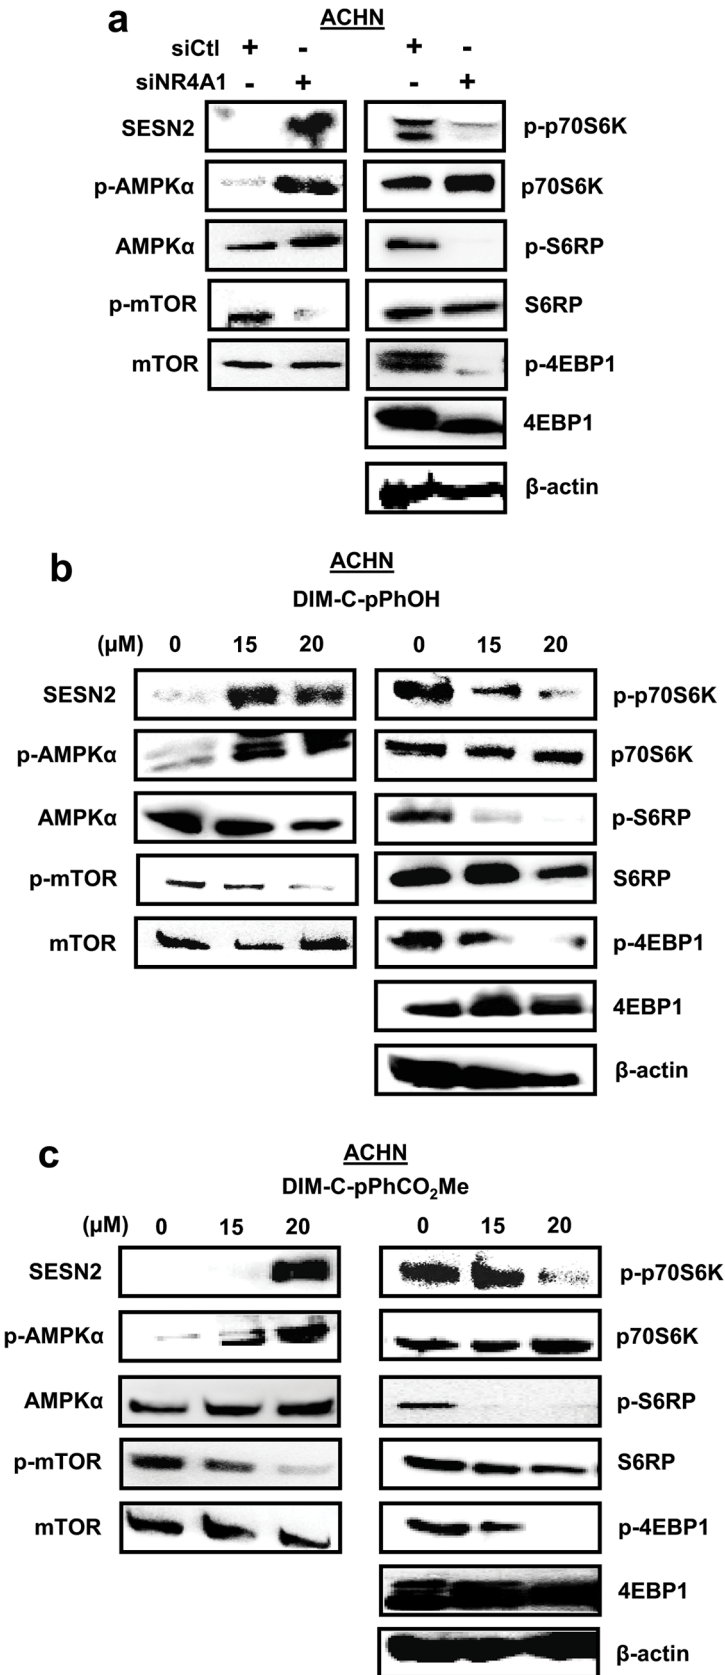 a
ACHN
siCtl + - + -
siNR4A1 - + - +
SESN2 p-p70S6K
p-AMPKα p70S6K
AMPKα p-S6RP
p-mTOR S6RP
mTOR p-4EBP1
4EBP1
β-actin
b
ACHN
DIM-C-pPhOH
(μM) 0 15 20 0 15 20
SESN2 p-p70S6K
p-AMPKα p70S6K
AMPKα p-S6RP
p-mTOR S6RP
mTOR p-4EBP1
4EBP1
β-actin
c
ACHN
DIM-C-pPhCO₂Me
(μM) 0 15 20 0 15 20
SESN2 p-p70S6K
p-AMPKα p70S6K
AMPKα p-S6RP
p-mTOR S6RP
mTOR p-4EBP1
4EBP1
β-actin